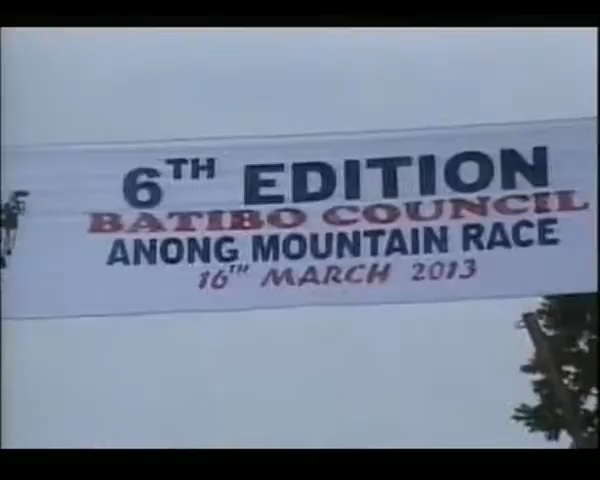 6TH EDITION
BATIBO COUNCIL
ANONG MOUNTAIN RACE
16TH MARCH 2013